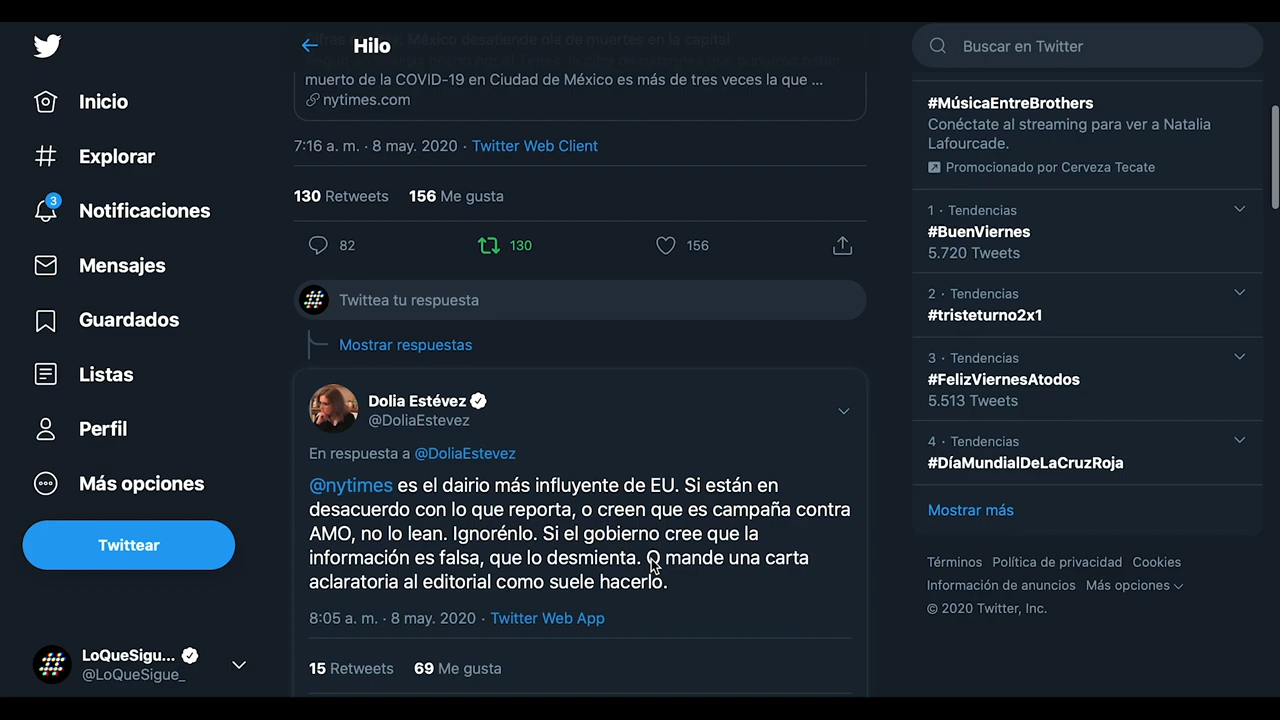 Inicio
Explorar
3
Notificaciones
Mensajes
Guardados
Listas
Perfil
Más opciones
Twittear
LoQueSigu...
@LoQueSigue_
Hilo
México desatiende ola de muertes en la capital
muerto de la COVID-19 en Ciudad de México es más de tres veces la que ...
nytimes.com
7:16 a. m. · 8 may. 2020 · Twitter Web Client
130 Retweets 156 Me gusta
82 130 156
Twittea tu respuesta
Mostrar respuestas
Dolia Estévez
@DoliaEstevez
En respuesta a @DoliaEstevez
@nytimes es el dairio más influyente de EU. Si están en
desacuerdo con lo que reporta, o creen que es campaña contra
AMO, no lo lean. Ignorénlo. Si el gobierno cree que la
información es falsa, que lo desmienta. O mande una carta
aclaratoria al editorial como suele hacerlo.
8:05 a. m. · 8 may. 2020 · Twitter Web App
15 Retweets 69 Me gusta
Buscar en Twitter
#MúsicaEntreBrothers
Conéctate al streaming para ver a Natalia
Lafourcade.
Promocionado por Cerveza Tecate
1 · Tendencias
#BuenViernes
5.720 Tweets
2 · Tendencias
#tristeturno2x1
3 · Tendencias
#FelizViernesAtodos
5.513 Tweets
4 · Tendencias
#DíaMundialDeLaCruzRoja
Mostrar más
Términos Política de privacidad Cookies
Información de anuncios Más opciones
© 2020 Twitter, Inc.